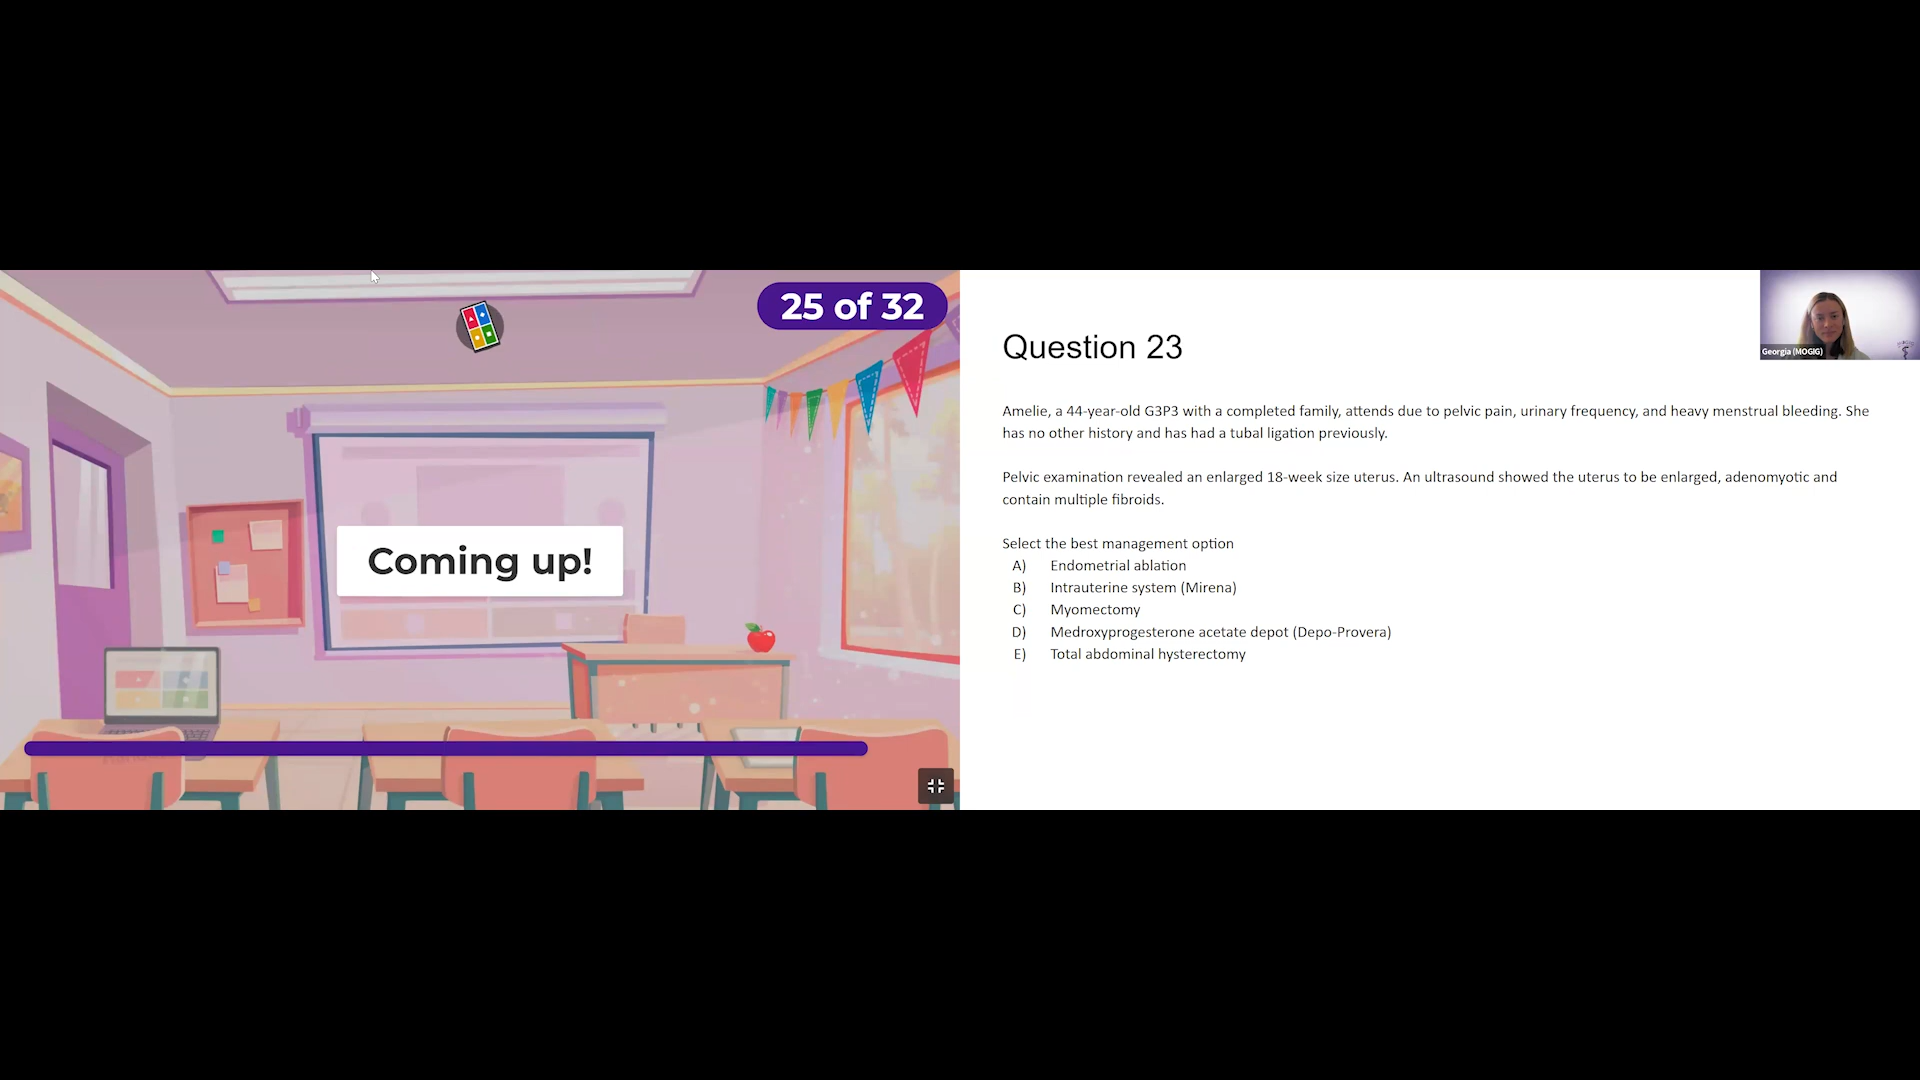 25 of 32
Coming up!
Question 23
Georgia (MOGIG)
Amelie, a 44-year-old G3P3 with a completed family, attends due to pelvic pain, urinary frequency, and heavy menstrual bleeding. She
has no other history and has had a tubal ligation previously.
Pelvic examination revealed an enlarged 18-week size uterus. An ultrasound showed the uterus to be enlarged, adenomyotic and
contain multiple fibroids.
Select the best management option
A) Endometrial ablation
B) Intrauterine system (Mirena)
C) Myomectomy
D) Medroxyprogesterone acetate depot (Depo-Provera)
E) Total abdominal hysterectomy